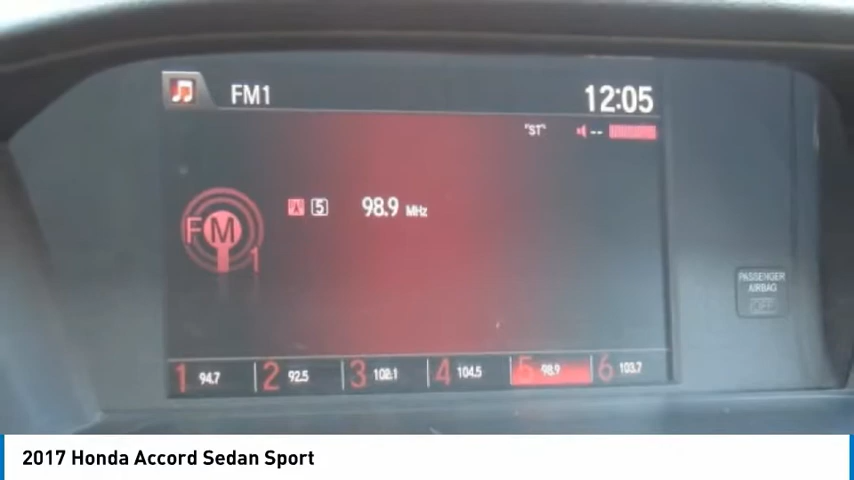 FM1 12:05
"ST" --
5 98.9 MHz
FM
1
PASSENGER
AIRBAG
OFF
1 94.7 2 92.5 3 102.1 4 104.5 5 98.9 6 103.7
2017 Honda Accord Sedan Sport